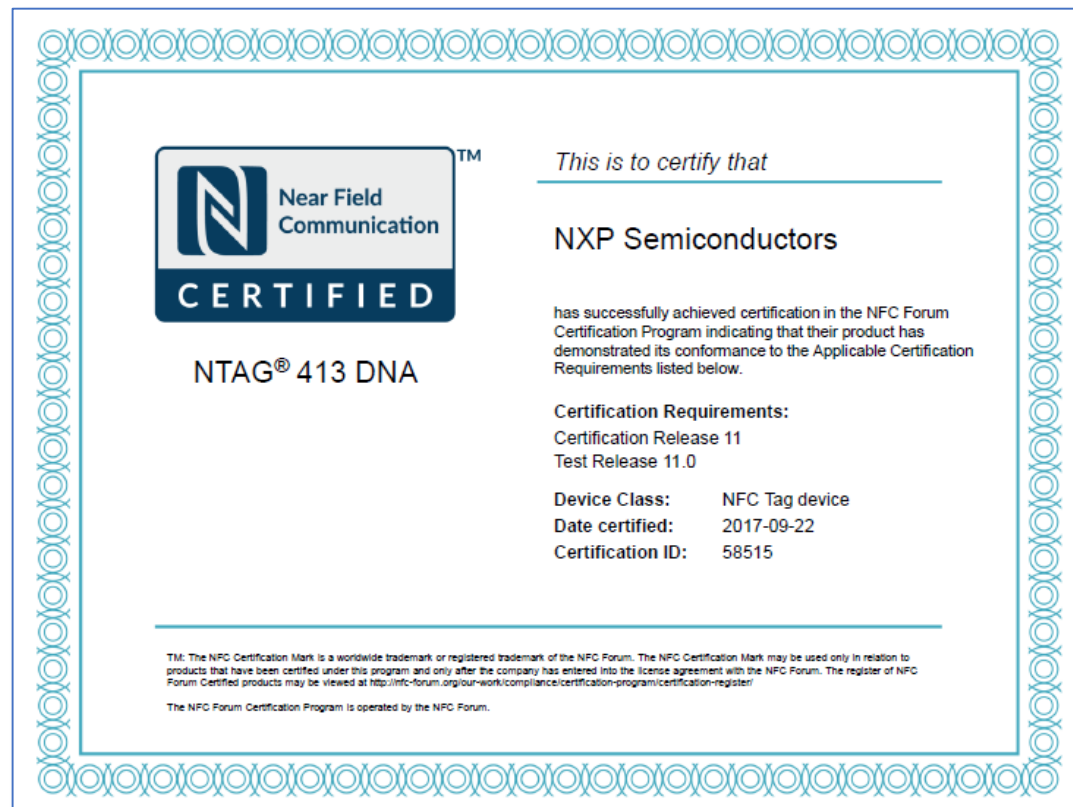 Near Field
Communication
CERTIFIED
TM
NTAG® 413 DNA
This is to certify that
NXP Semiconductors
has successfully achieved certification in the NFC Forum
Certification Program indicating that their product has
demonstrated its conformance to the Applicable Certification
Requirements listed below.
Certification Requirements:
Certification Release 11
Test Release 11.0
Device Class: NFC Tag device
Date certified: 2017-09-22
Certification ID: 58515
TM: The NFC Certification Mark is a worldwide trademark or registered trademark of the NFC Forum. The NFC Certification Mark may be used only in relation to
products that have been certified under this program and only after the company has entered into the license agreement with the NFC Forum. The register of NFC
Forum Certified products may be viewed at http://nfc-forum.org/our-work/compliance/certification-program/certification-register/
The NFC Forum Certification Program is operated by the NFC Forum.